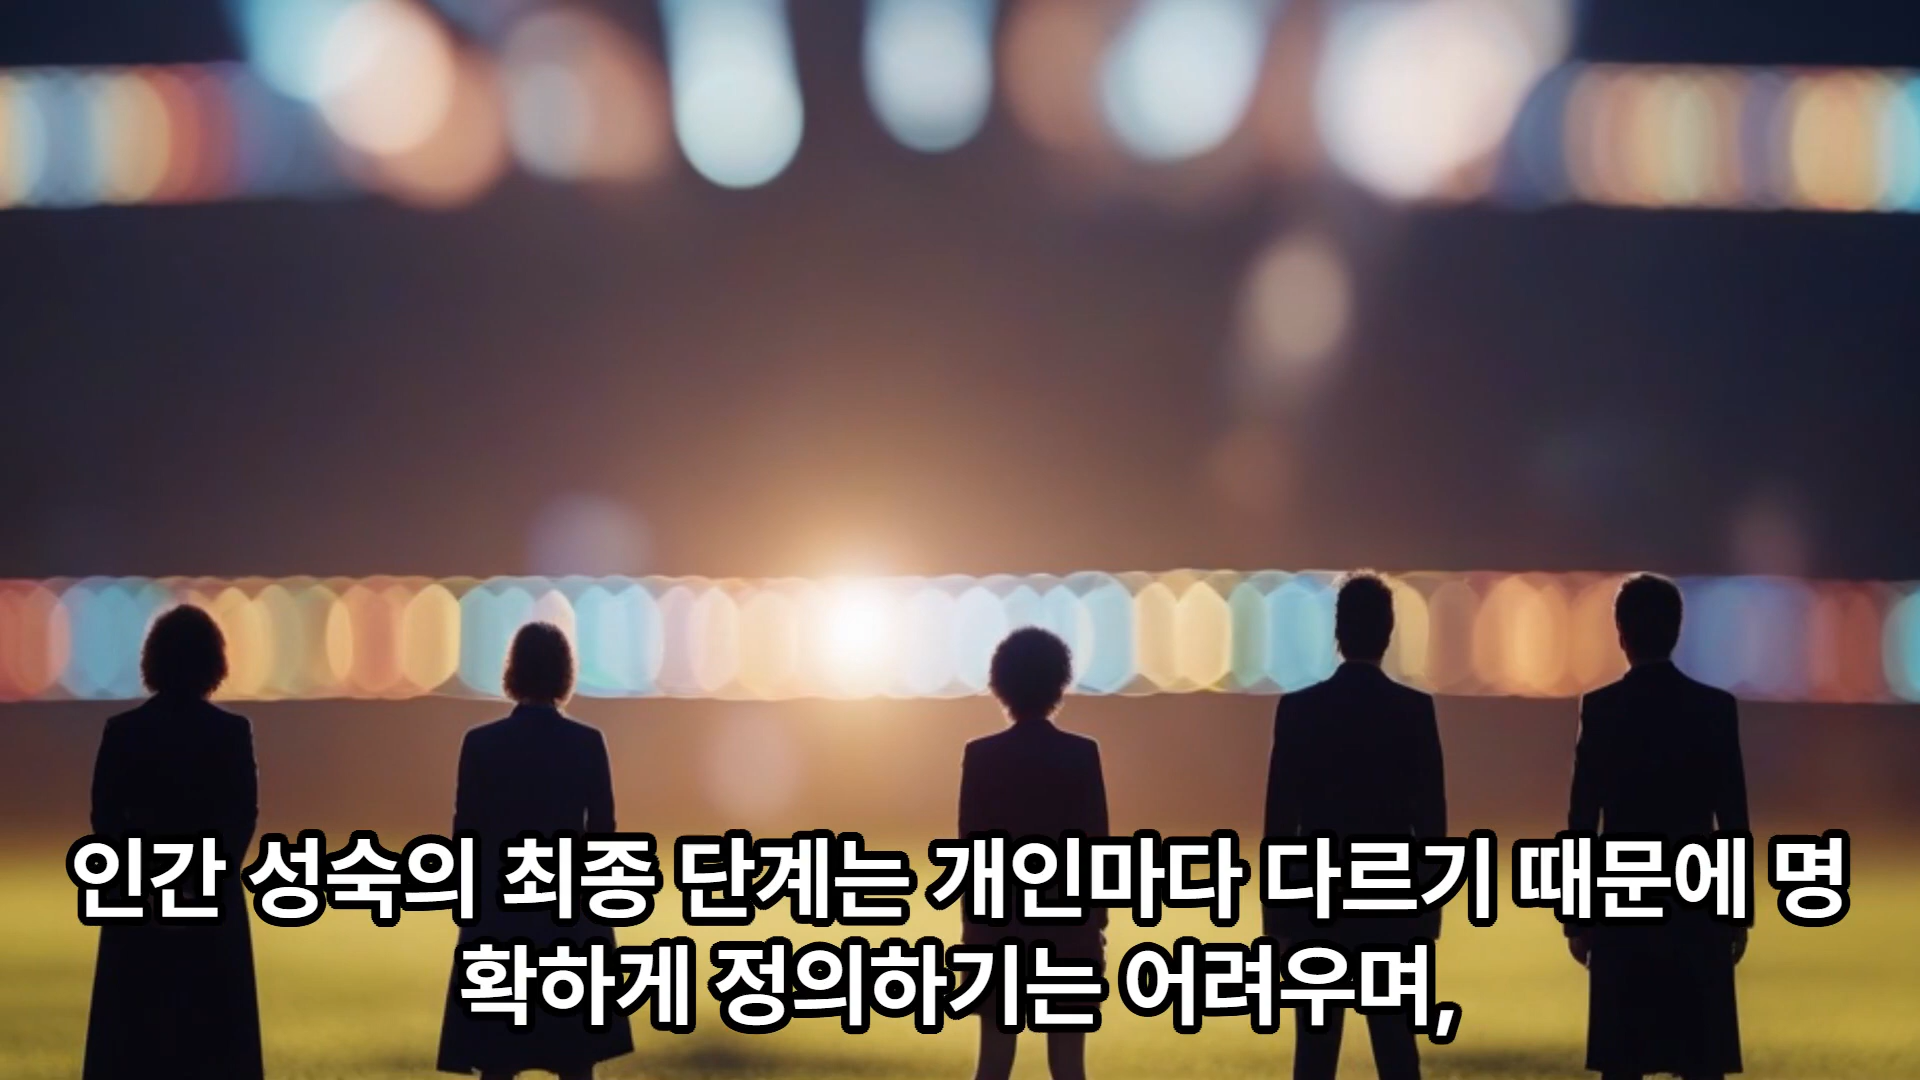 인간 성숙의 최종 단계는 개인마다 다르기 때문에 명
확하게 정의하기는 어려우며,